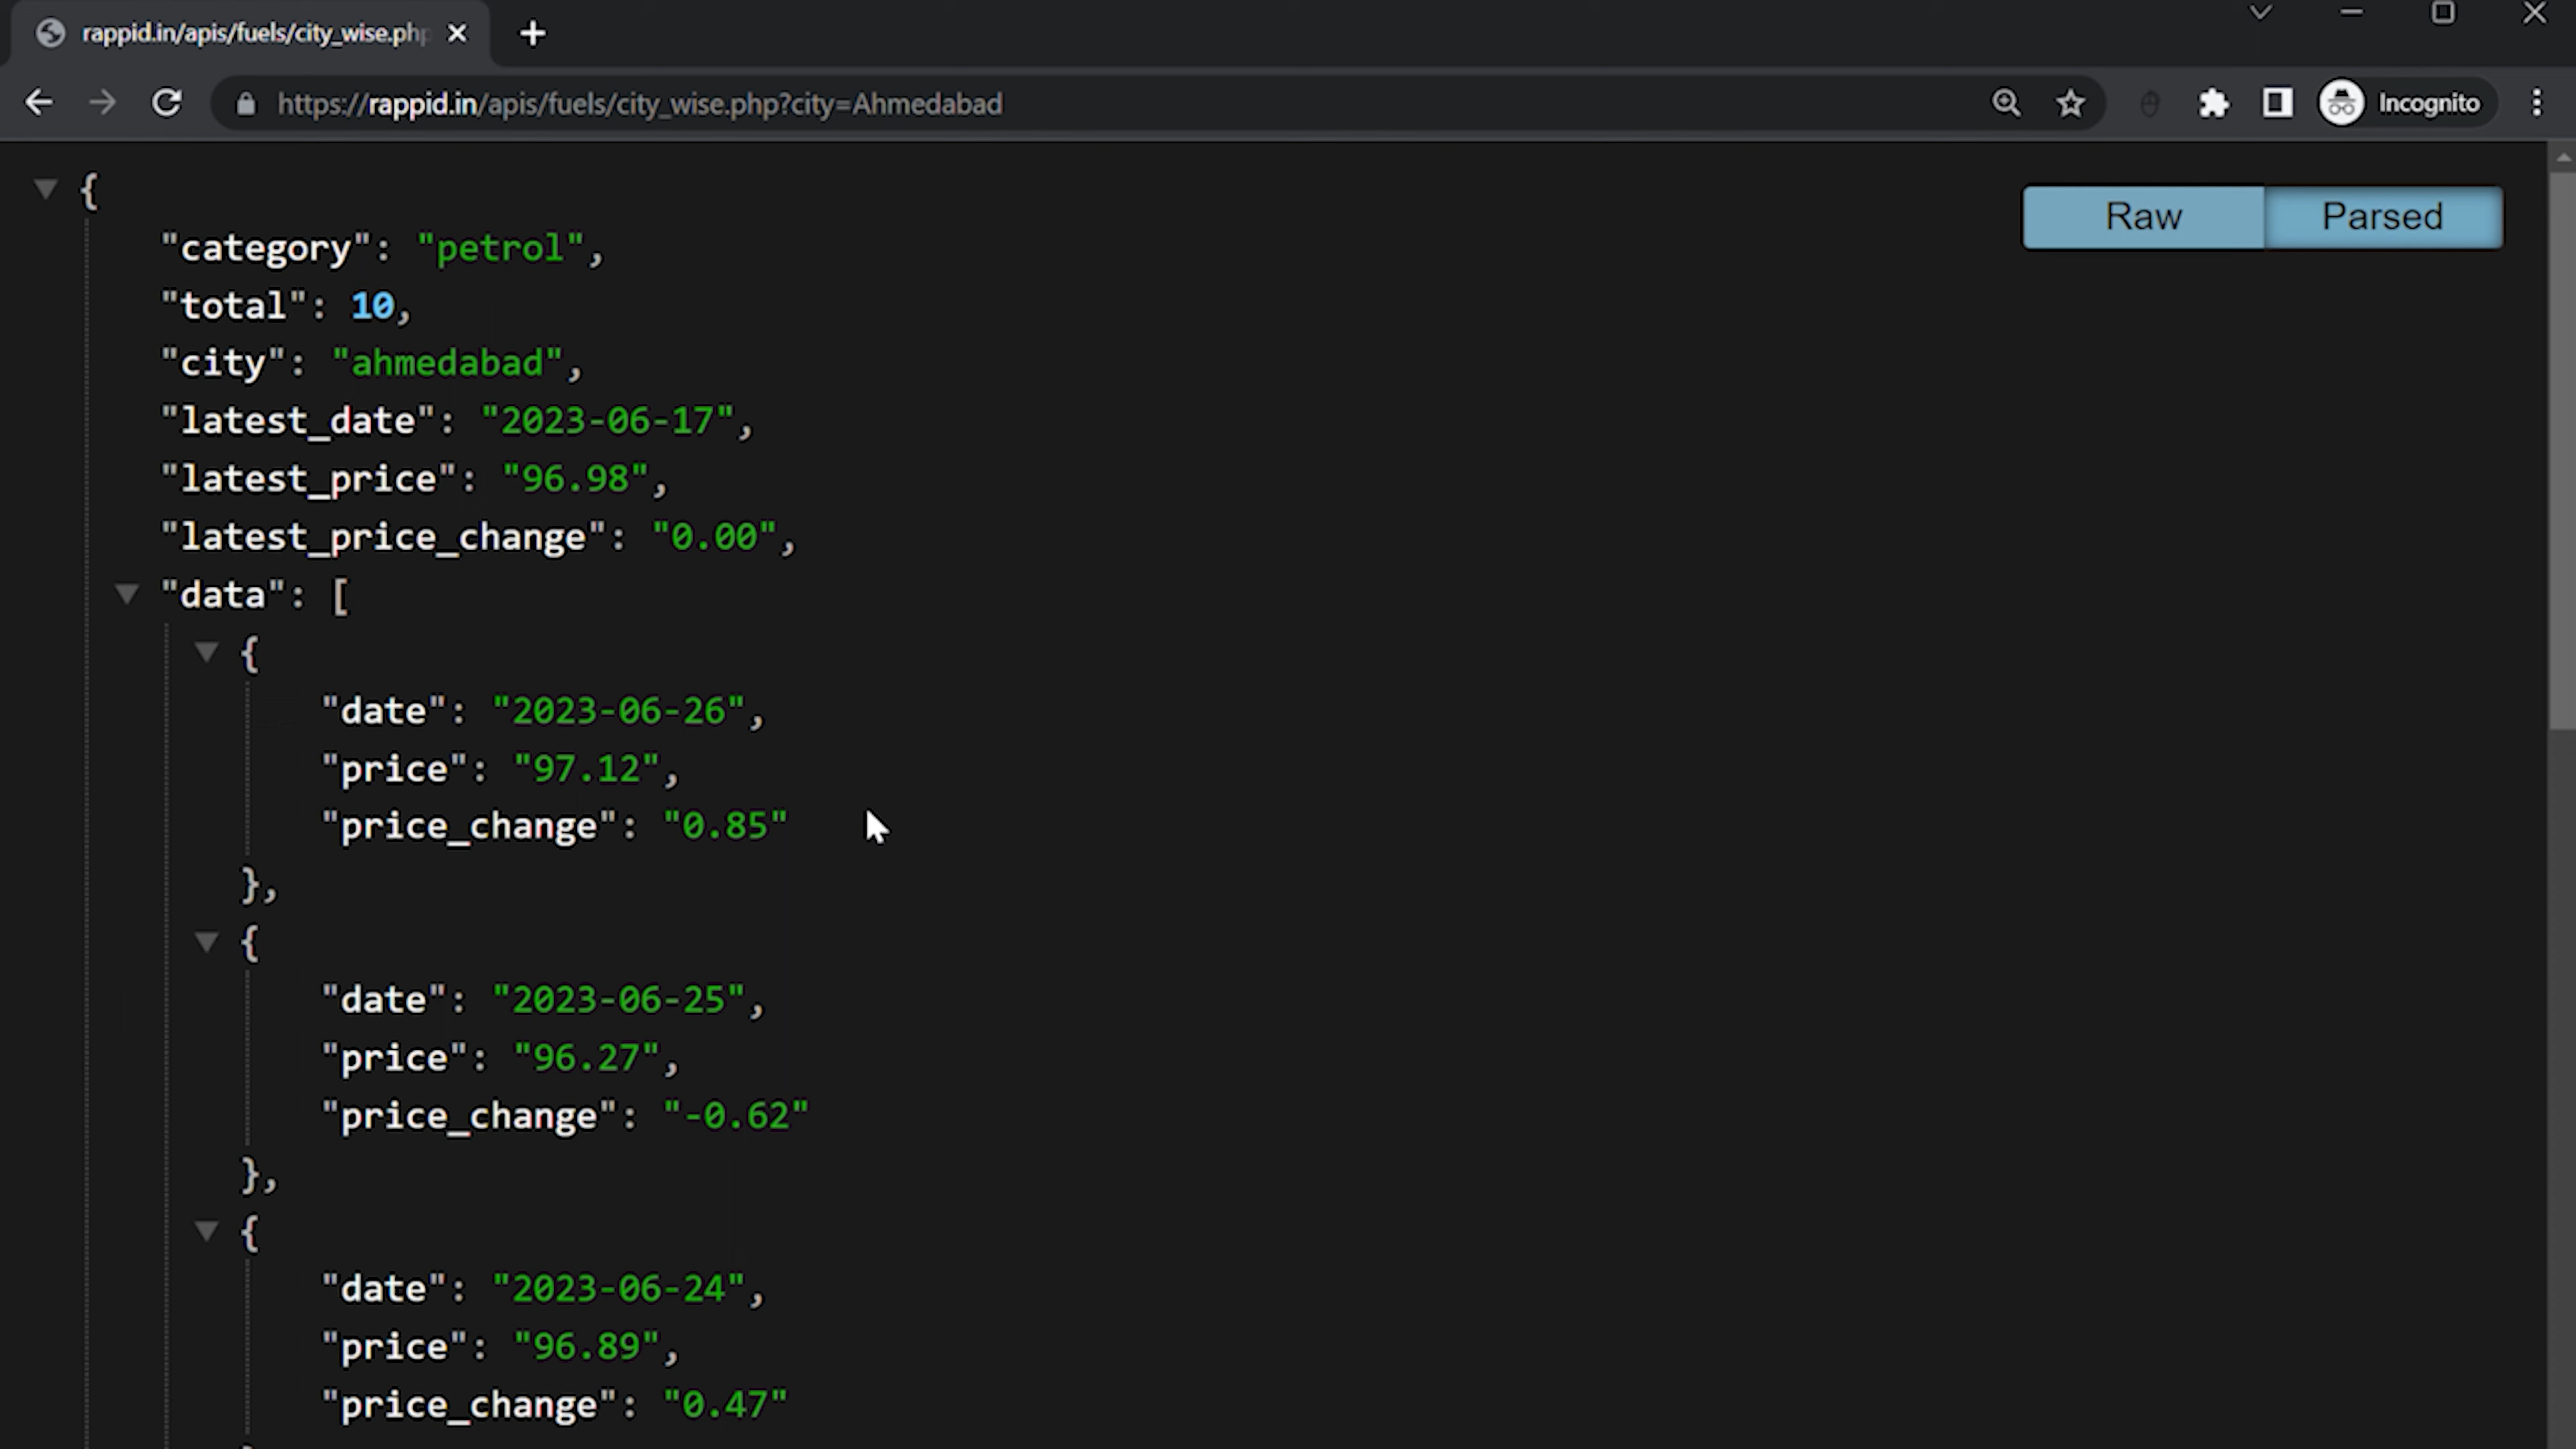 rappid.in/apis/fuels/city_wise.php
https://rappid.in/apis/fuels/city_wise.php?city=Ahmedabad
Incognito
Raw
Parsed
{
"category": "petrol",
"total": 10,
"city": "ahmedabad",
"latest_date": "2023-06-17",
"latest_price": "96.98",
"latest_price_change": "0.00",
"data": [
{
"date": "2023-06-26",
"price": "97.12",
"price_change": "0.85"
},
{
"date": "2023-06-25",
"price": "96.27",
"price_change": "-0.62"
},
{
"date": "2023-06-24",
"price": "96.89",
"price_change": "0.47"